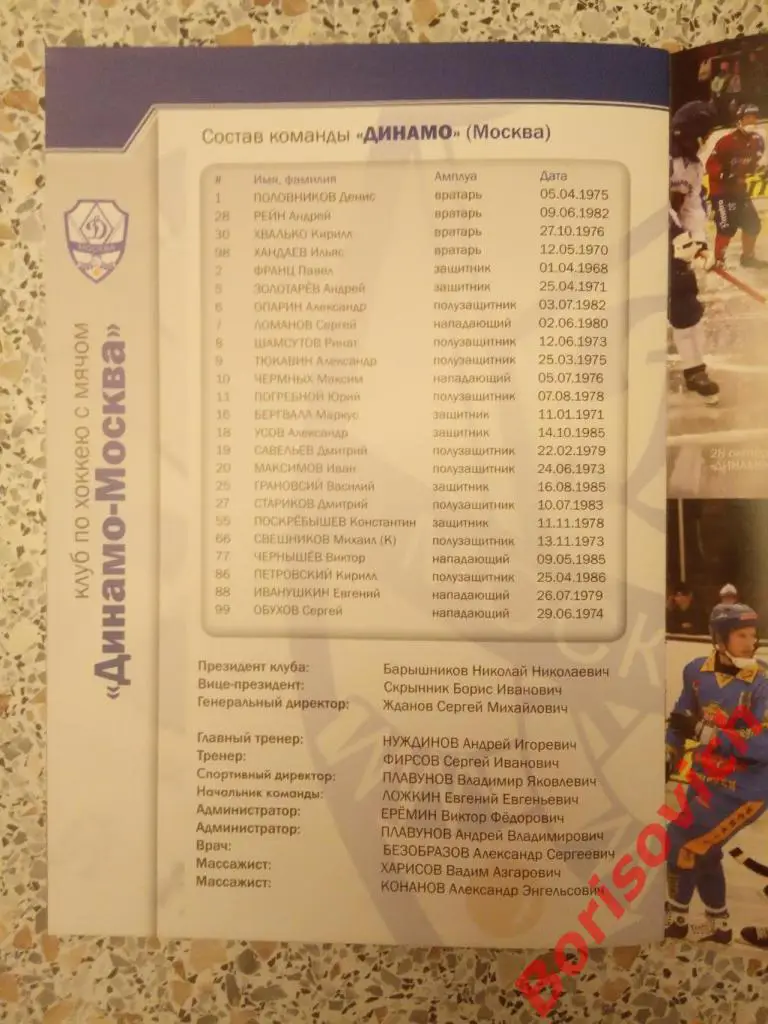 клуб по хоккею с мячом
«Динамо-Москва»
МОСКВА
Состав команды «ДИНАМО» (Москва)
# Имя, фамилия Амплуа Дата
1 ПОЛОВНИКОВ Денис вратарь 05.04.1975
28 РЕЙН Андрей вратарь 09.06.1982
30 ХВАЛЬКО Кирилл вратарь 27.10.1976
98 ХАНДАЕВ Ильяс вратарь 12.05.1970
2 ФРАНЦ Павел защитник 01.04.1968
5 ЗОЛОТАРЁВ Андрей защитник 25.04.1971
6 ОПАРИН Александр полузащитник 03.07.1982
7 ЛОМАНОВ Сергей нападающий 02.06.1980
8 ШАМСУТОВ Ринат полузащитник 12.06.1973
9 ТЮКАВИН Александр полузащитник 25.03.1975
10 ЧЕРМНЫХ Максим нападающий 05.07.1976
11 ПОГРЕБНОЙ Юрий полузащитник 07.08.1978
16 БЕРГВАЛЛ Маркус защитник 11.01.1971
18 УСОВ Александр защитник 14.10.1985
19 САВЕЛЬЕВ Дмитрий полузащитник 22.02.1979
20 МАКСИМОВ Иван полузащитник 24.06.1973
25 ГРАНОВСИЙ Василий защитник 16.08.1985
27 СТАРИКОВ Дмитрий полузащитник 10.07.1983
55 ПОСКРЁБЫШЕВ Константин защитник 11.11.1978
66 СВЕШНИКОВ Михаил (К) полузащитник 13.11.1973
77 ЧЕРНЫШЁВ Виктор нападающий 09.05.1985
86 ПЕТРОВСКИЙ Кирилл полузащитник 25.04.1986
88 ИВАНУШКИН Евгений нападающий 26.07.1979
99 ОБУХОВ Сергей нападающий 29.06.1974
Президент клуба: Барышников Николай Николаевич
Вице-президент: Скрынник Борис Иванович
Генеральный директор: Жданов Сергей Михайлович
Главный тренер: НУЖДИНОВ Андрей Игоревич
Тренер: ФИРСОВ Сергей Иванович
Спортивный директор: ПЛАВУНОВ Владимир Яковлевич
Начальник команды: ЛОЖКИН Евгений Евгеньевич
Администратор: ЕРЁМИН Виктор Фёдорович
Администратор: ПЛАВУНОВ Андрей Владимирович
Врач: БЕЗОБРАЗОВ Александр Сергеевич
Массажист: ХАРИСОВ Вадим Азгарович
Массажист: КОНАНОВ Александр Энгельсович
Borisovich